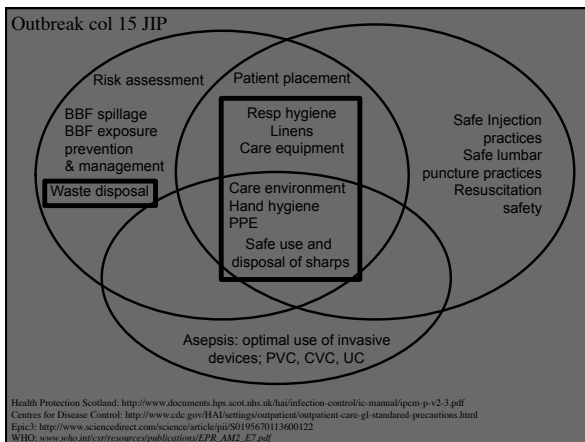 Outbreak col 15 JIP
Risk assessment
Patient placement
BBF spillage
BBF exposure
prevention
& management
Waste disposal
Resp hygiene
Linens
Care equipment
Care environment
Hand hygiene
PPE
Safe use and
disposal of sharps
Safe Injection
practices
Safe lumbar
puncture practices
Resuscitation
safety
Asepsis: optimal use of invasive
devices; PVC, CVC, UC
Health Protection Scotland: http://www.documents.hps.scot.nhs.uk/hai/infection-control/ic-manual/ipcm-p-v2-3.pdf
Centres for Disease Control: http://www.cdc.gov/HAI/settings/outpatient/outpatient-care-gl-standared-precautions.html
Epic3: http://www.sciencedirect.com/science/article/pii/S0195670113600122
WHO: www.who.int/csr/resources/publications/EPR_AM2_E7.pdf